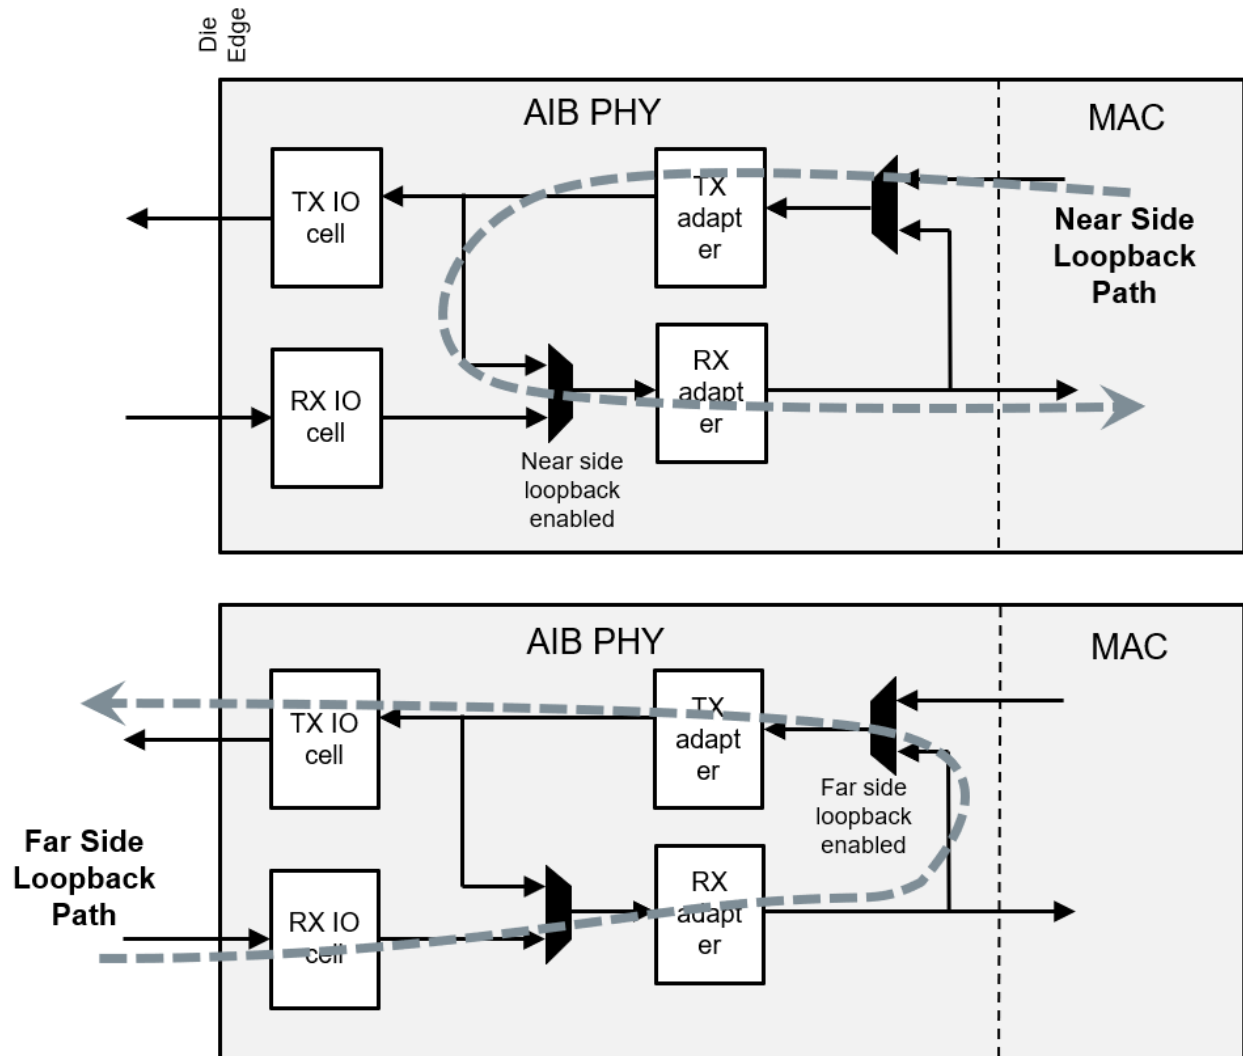 Die
Edge
AIB PHY
MAC
TX IO
cell
TX
adapt
er
Near Side
Loopback
Path
RX IO
cell
RX
adapt
er
Near side
loopback
enabled
AIB PHY
MAC
TX IO
cell
TX
adapt
er
Far side
loopback
enabled
Far Side
Loopback
Path
RX IO
cell
RX
adapt
er